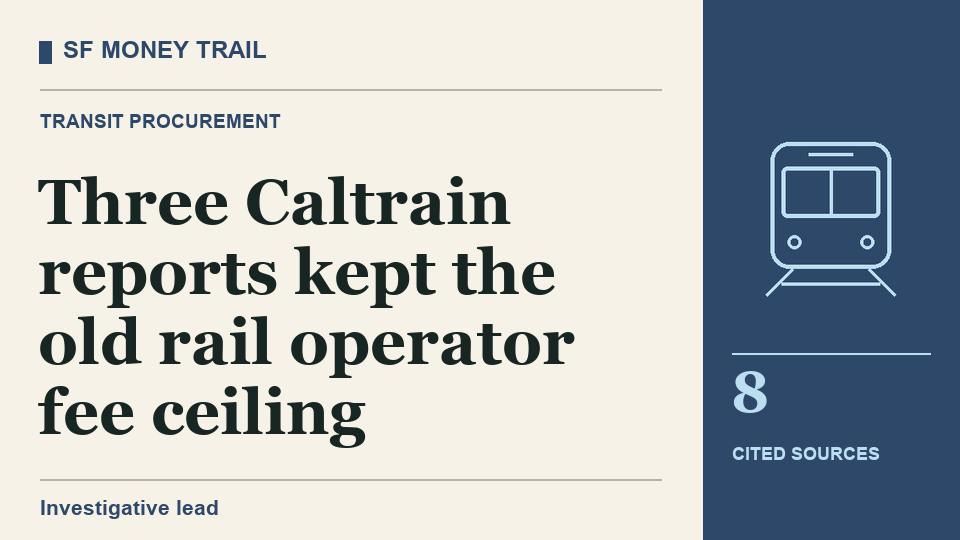 SF MONEY TRAIL
TRANSIT PROCUREMENT
Three Caltrain
reports kept the
old rail operator
fee ceiling
Investigative lead
8
CITED SOURCES